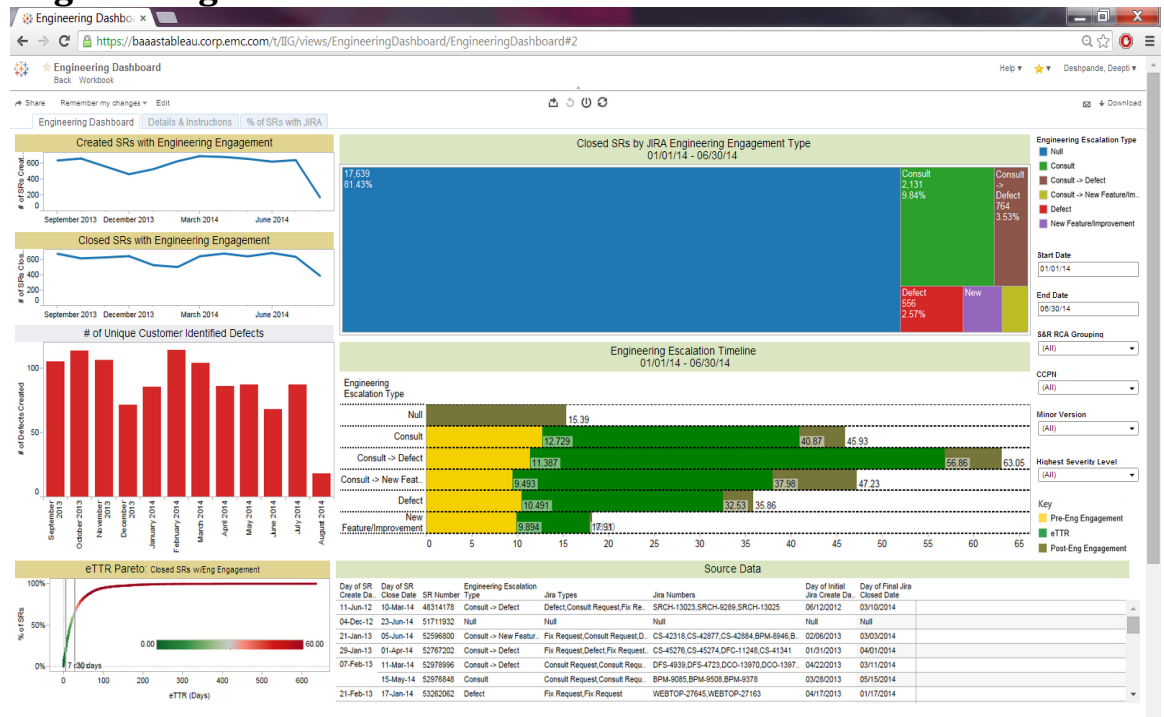 Engineering Dashbo
https://baaastableau.corp.emc.com/t/IIG/views/EngineeringDashboard/EngineeringDashboard#2
Engineering Dashboard
Back Workbook
Help Deshpande, Deepti
Share Remember my changes Edit
Download
Engineering Dashboard Details & Instructions % of SRs with JIRA
Created SRs with Engineering Engagement
# of SRs Creat..
600
400
200
0
September 2013 December 2013 March 2014 June 2014
Closed SRs with Engineering Engagement
# of SRs Clos..
600
400
200
0
September 2013 December 2013 March 2014 June 2014
# of Unique Customer Identified Defects
# of Defects Created
100
50
0
September 2013
October 2013
November 2013
December 2013
January 2014
February 2014
March 2014
April 2014
May 2014
June 2014
July 2014
August 2014
eTTR Pareto: Closed SRs w/Eng Engagement
% of SRs
100%
50%
0%
0.00 60.00
0 100 200 300 400 500 600
eTTR (Days)
Closed SRs by JIRA Engineering Engagement Type
01/01/14 - 06/30/14
17,639
81.43%
Consult
2,131
9.84%
Consult
->
Defect
764
3.53%
Defect
556
2.57%
New
Engineering Escalation Timeline
01/01/14 - 06/30/14
Engineering
Escalation Type
Null 15.39
Consult 12.729 40.87 45.93
Consult -> Defect 11.387 56.86 63.05
Consult -> New Feat.. 9.493 37.98 47.23
Defect 10.491 32.53 35.86
New
Feature/Improvement 9.894
0 5 10 15 20 25 30 35 40 45 50 55 60 65
Source Data
Day of SR Create Da.. Day of SR Close Date SR Number Engineering Escalation Type Jira Types Jira Numbers Day of Initial Jira Create Da.. Day of Final Jira Closed Date
11-Jun-12 10-Mar-14 48314178 Consult -> Defect Defect,Consult Request,Fix Re.. SRCH-13023,SRCH-9289,SRCH-13025 06/12/2012 03/10/2014
04-Dec-12 23-Jun-14 51711932 Null Null Null Null Null
21-Jan-13 05-Jun-14 52596800 Consult -> New Featur.. Fix Request,Consult Request,D.. CS-42318,CS-42877,CS-42884,BPM-8946,B.. 02/06/2013 03/03/2014
29-Jan-13 01-Apr-14 52767202 Consult -> Defect Fix Request,Defect,Fix Request.. CS-45276,CS-45274,DFC-11248,CS-41341 01/31/2013 04/01/2014
07-Feb-13 11-Mar-14 52978996 Consult -> Defect Consult Request,Consult Requ.. DFS-4939,DFS-4723,DCO-13970,DCO-1397.. 04/22/2013 03/11/2014
15-May-14 52976848 Consult Consult Request,Consult Requ.. BPM-9085,BPM-9508,BPM-9378 03/28/2013 05/15/2014
21-Feb-13 17-Jan-14 53262062 Defect Fix Request,Fix Request WEBTOP-27645,WEBTOP-27163 04/17/2013 01/17/2014
Engineering Escalation Type
Null
Consult
Consult -> Defect
Consult -> New Feature/Im..
Defect
New Feature/Improvement
Start Date
01/01/14
End Date
06/30/14
S&R RCA Grouping
(All)
CCPN
(All)
Minor Version
(All)
Highest Severity Level
(All)
Key
Pre-Eng Engagement
eTTR
Post-Eng Engagement